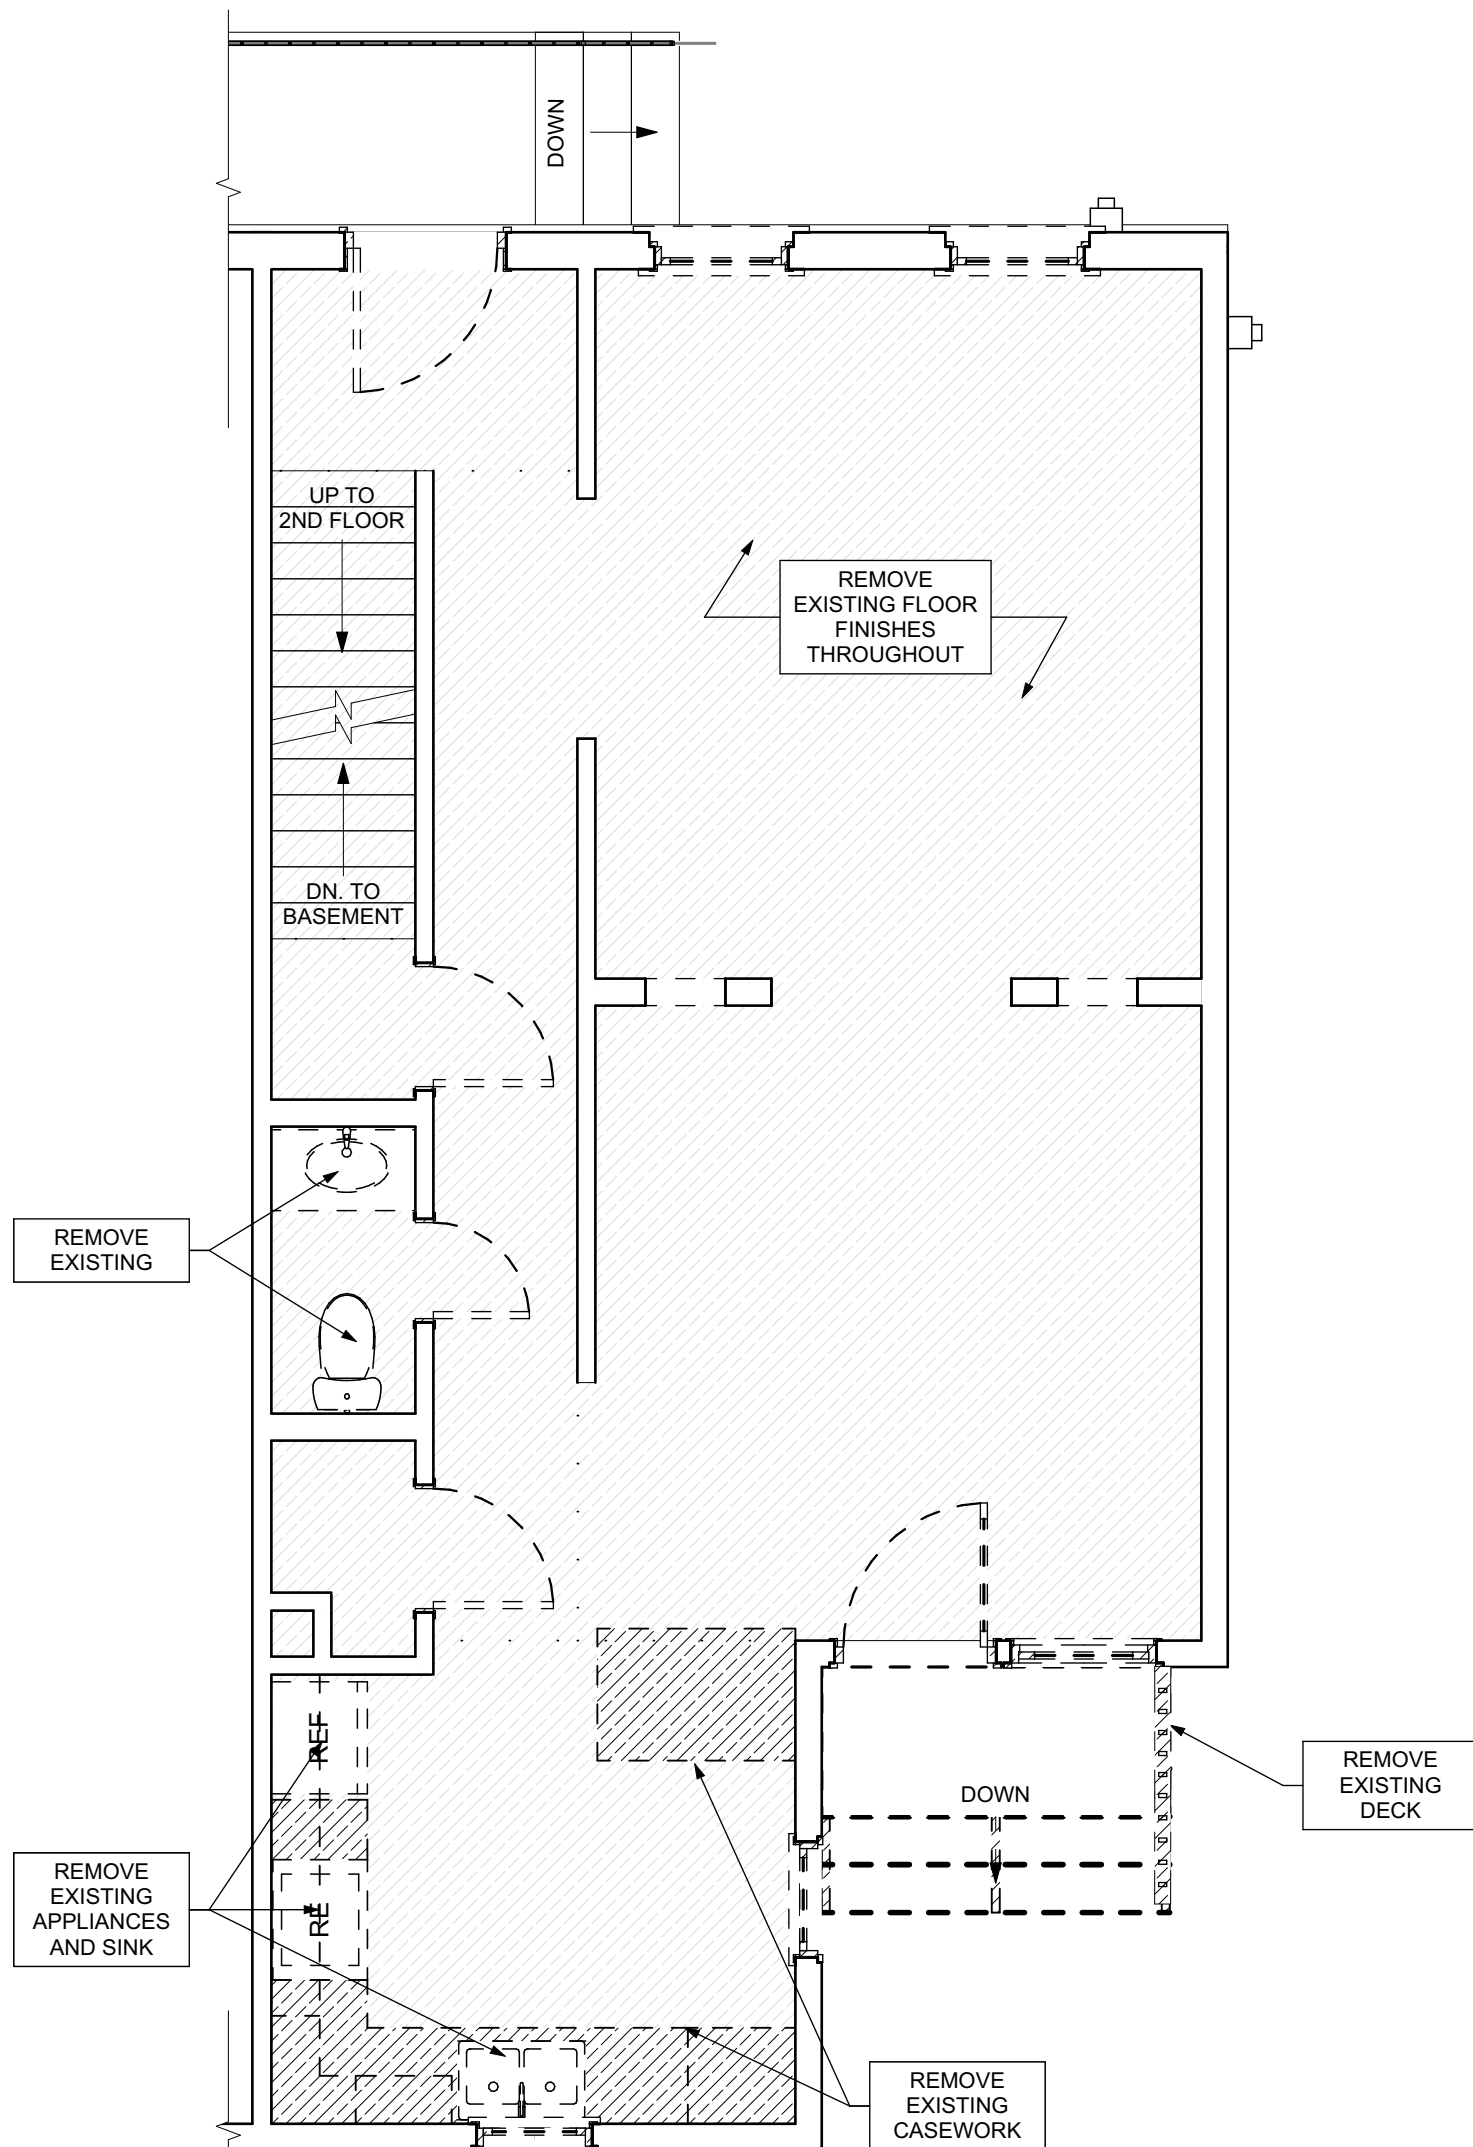 DOWN
UP TO
2ND FLOOR
REMOVE
EXISTING FLOOR
FINISHES
THROUGHOUT
DN. TO
BASEMENT
REMOVE
EXISTING
REF
REMOVE
EXISTING
DECK
DOWN
REMOVE
EXISTING
APPLIANCES
AND SINK
RE
REMOVE
EXISTING
CASEWORK